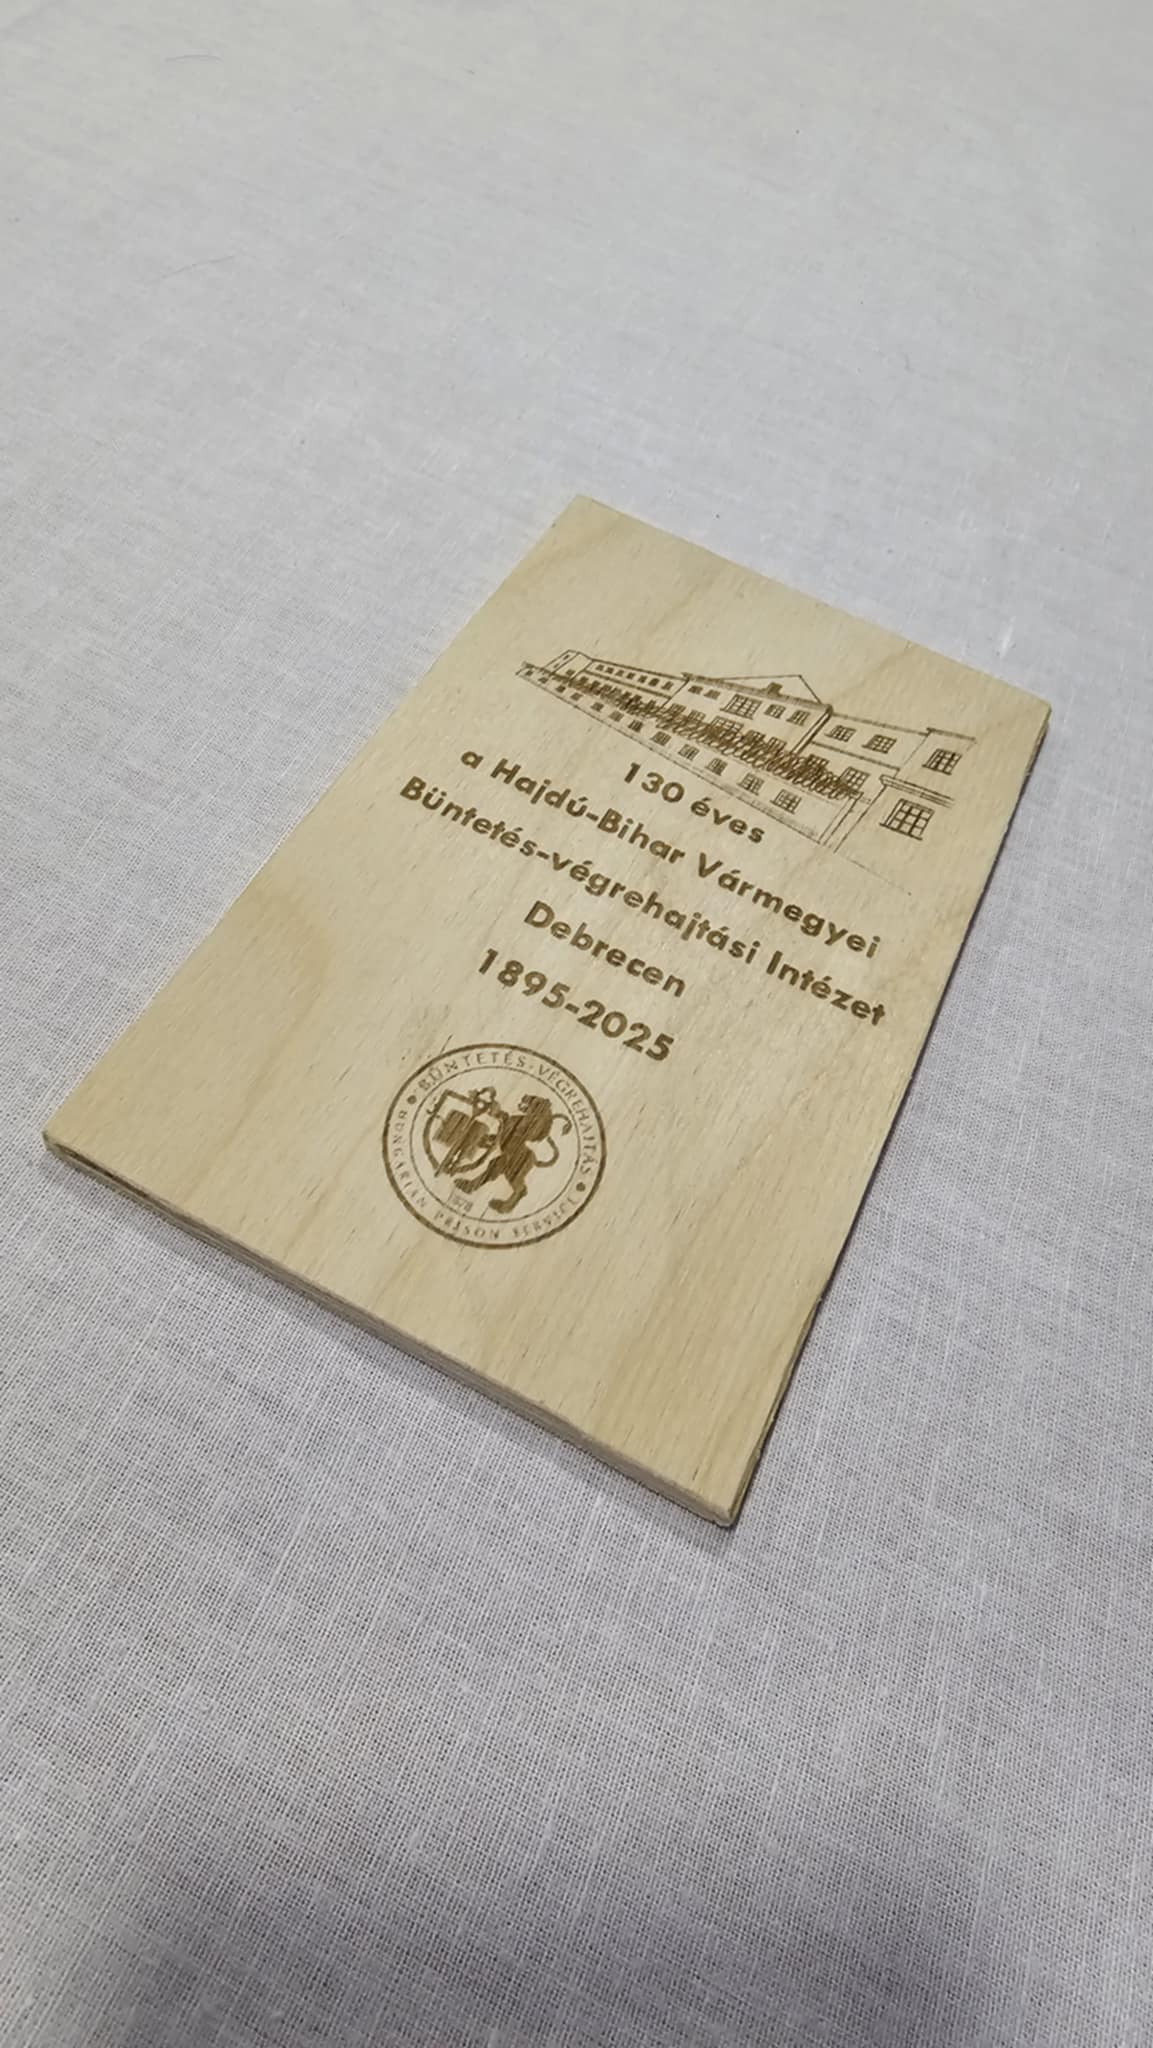 130 éves
a Hajdú-Bihar Vármegyei
Büntetés-végrehajtási Intézet
Debrecen
1895-2025
BÜNTETÉS-VÉGREHAJTÁS
HUNGARIAN PRISON SERVICE